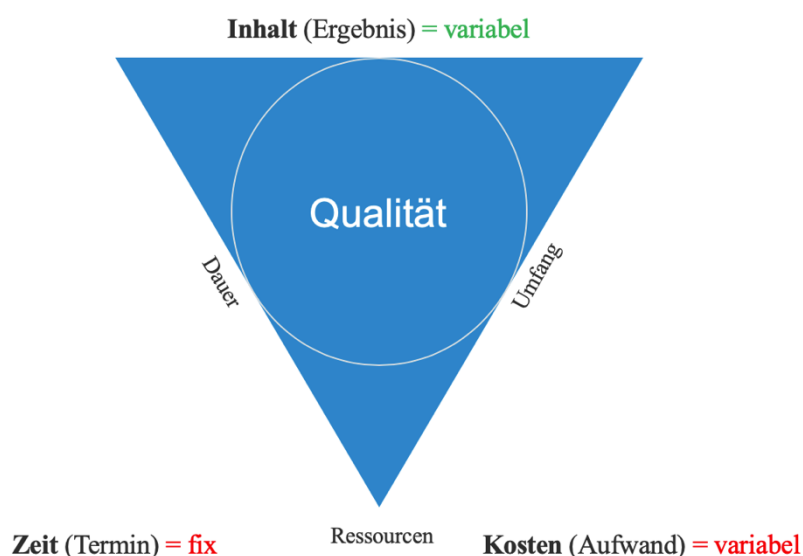 Inhalt (Ergebnis) = variabel
Qualität
Dauer
Umfang
Zeit (Termin) = fix
Ressourcen
Kosten (Aufwand) = variabel